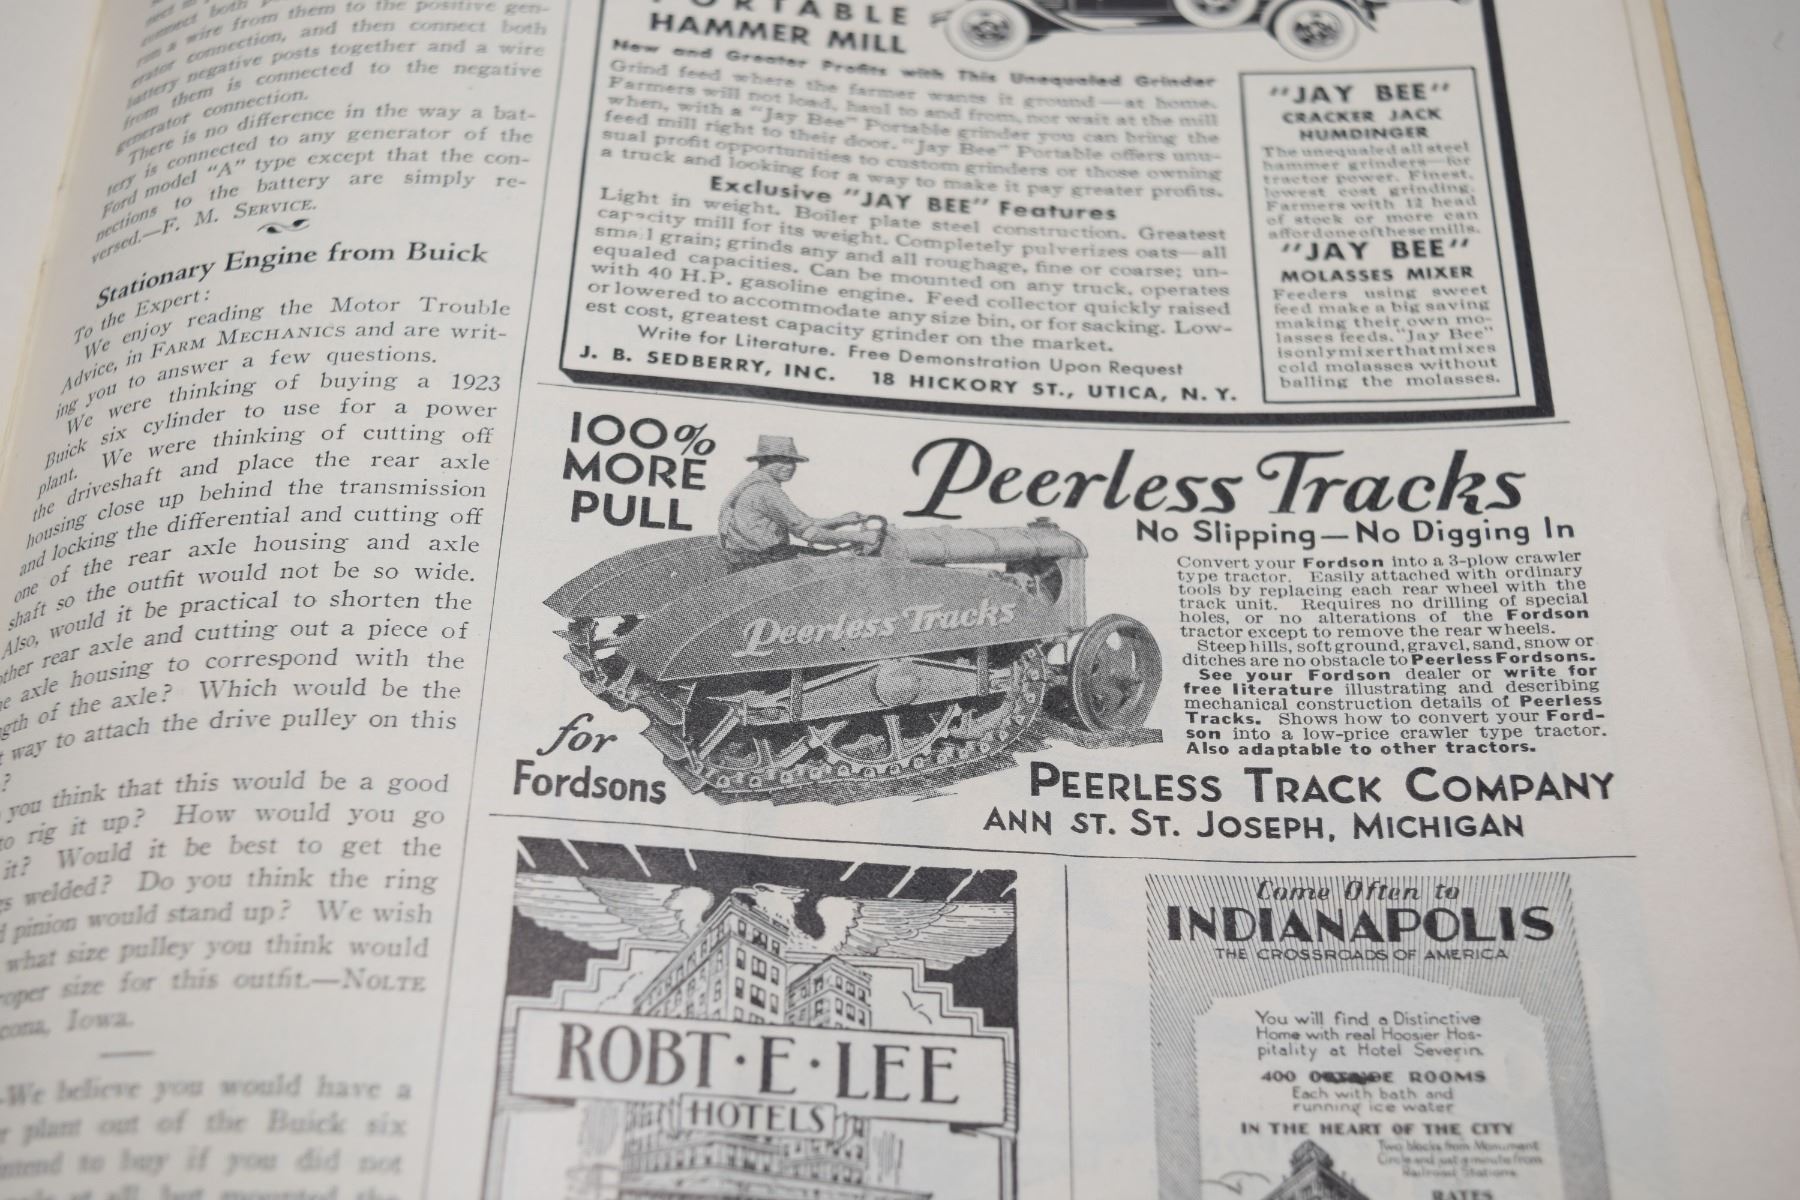 a wire from them to the positive gen-
erator connection, and then connect both
battery negative posts together and a wire
from them is connected to the negative
generator connection.
There is no difference in the way a bat-
tery is connected to any generator of the
Ford model "A" type except that the con-
nections to the battery are simply re-
versed.—F. M. SERVICE.
Stationary Engine from Buick
To the Expert:
We enjoy reading the Motor Trouble
Advice, in FARM MECHANICS and are writ-
ing you to answer a few questions.
We were thinking of buying a 1923
Buick six cylinder to use for a power
plant. We were thinking of cutting off
the driveshaft and place the rear axle
housing close up behind the transmission
and locking the differential and cutting off
one of the rear axle housing and axle
shaft so the outfit would not be so wide.
Also, would it be practical to shorten the
other rear axle and cutting out a piece of
axle housing to correspond with the
of the axle? Which would be the
way to attach the drive pulley on this
?
you think that this would be a good
to rig it up? How would you go
it? Would it be best to get the
welded? Do you think the ring
pinion would stand up? We wish
what size pulley you think would
size for this outfit.—NOLTE
Iowa.
We believe you would have a
plant out of the Buick six
to buy if you did not
PORTABLE
HAMMER MILL
New and Greater Profits with This Unequaled Grinder
Grind feed where the farmer wants it ground—at home.
Farmers will not load, haul to and from, nor wait at the mill
when, with a "Jay Bee" Portable grinder you can bring the
feed mill right to their door. "Jay Bee" Portable offers unu-
sual profit opportunities to custom grinders or those owning
a truck and looking for a way to make it pay greater profits.
Exclusive "JAY BEE" Features
Light in weight. Boiler plate steel construction. Greatest
capacity mill for its weight. Completely pulverizes oats—all
small grain; grinds any and all roughage, fine or coarse; un-
equaled capacities. Can be mounted on any truck, operates
with 40 H.P. gasoline engine. Feed collector quickly raised
or lowered to accommodate any size bin, or for sacking. Low-
est cost, greatest capacity grinder on the market.
Write for Literature. Free Demonstration Upon Request
J. B. SEDBERRY, INC. 18 HICKORY ST., UTICA, N. Y.
"JAY BEE"
CRACKER JACK
HUMDINGER
The unequaled all steel
hammer grinders—for
tractor power. Finest,
lowest cost grinding.
Farmers with 12 head
of stock or more can
afford one of these mills.
"JAY BEE"
MOLASSES MIXER
Feeders using sweet
feed make a big saving
making their own mo-
lasses feeds. "Jay Bee"
is only mixer that mixes
cold molasses without
balling the molasses.
100%
MORE
PULL
Peerless Tracks
No Slipping—No Digging In
Convert your Fordson into a 3-plow crawler
type tractor. Easily attached with ordinary
tools by replacing each rear wheel with the
track unit. Requires no drilling of special
holes, or no alterations of the Fordson
tractor except to remove the rear wheels.
Steep hills, soft ground, gravel, sand, snow or
ditches are no obstacle to Peerless Fordsons.
See your Fordson dealer or write for
free literature illustrating and describing
mechanical construction details of Peerless
Tracks. Shows how to convert your Ford-
son into a low-price crawler type tractor.
Also adaptable to other tractors.
Peerless Tracks
for
Fordsons
PEERLESS TRACK COMPANY
ANN ST. ST. JOSEPH, MICHIGAN
ROBT·E·LEE
HOTELS
Come Often to
INDIANAPOLIS
THE CROSSROADS OF AMERICA
You will find a Distinctive
Home with real Hoosier Hos-
pitality at Hotel Severin.
400 ROOMS
Each with bath and
running ice water
IN THE HEART OF THE CITY
Two blocks from Monument
Circle and just a minute from
Railroad Stations.
RATES